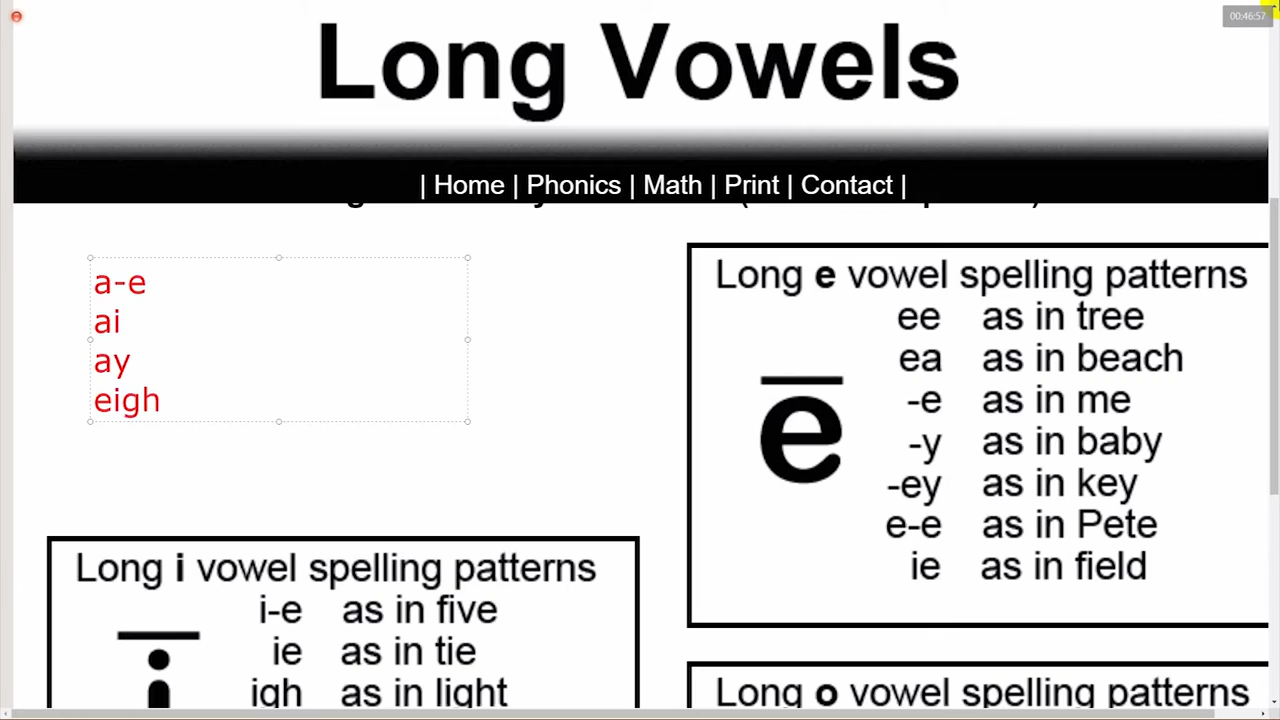 00:46:57
Long Vowels
| Home | Phonics | Math | Print | Contact |
a-e
ai
ay
eigh
Long e vowel spelling patterns
ee as in tree
ea as in beach
-e as in me
-y as in baby
-ey as in key
e-e as in Pete
ie as in field
ē
Long i vowel spelling patterns
i-e as in five
ie as in tie
igh as in light
ī
Long o vowel spelling patterns